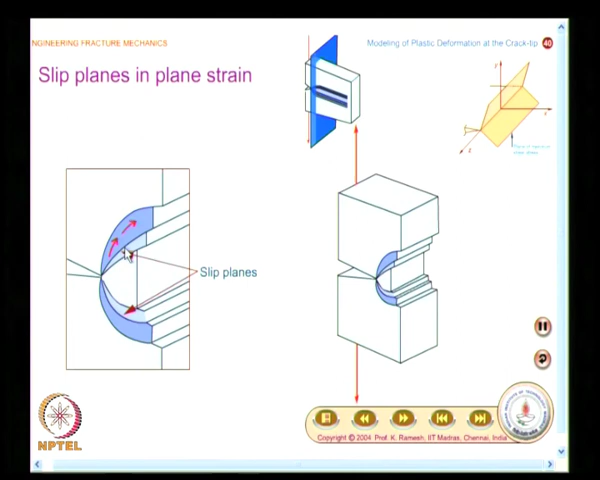 NGINEERING FRACTURE MECHANICS
Modeling of Plastic Deformation at the Crack-tip 40
Slip planes in plane strain
y
x
z
Slip planes
NPTEL
Copyright © 2004 Prof. K. Ramesh, IIT Madras, Chennai, India